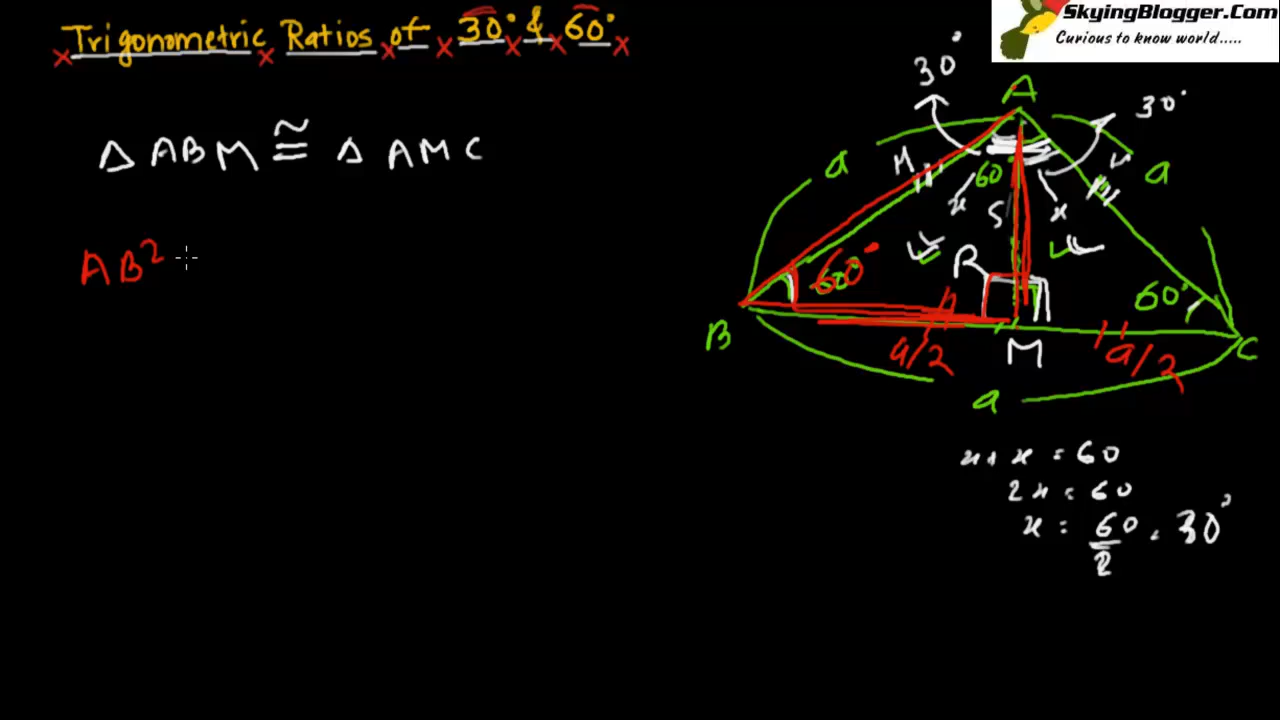 Trigonometric Ratios of 30° & 60°
SkyingBlogger.Com
Curious to know world.....
Δ ABM ≅ Δ AMC
AB²
30°
A
30°
a
H
60
a
x
S
x
R
60°
60
60°
B
a/2
M
a/2
C
a
x + x = 60
2x = 60
x = 60/2 = 30°